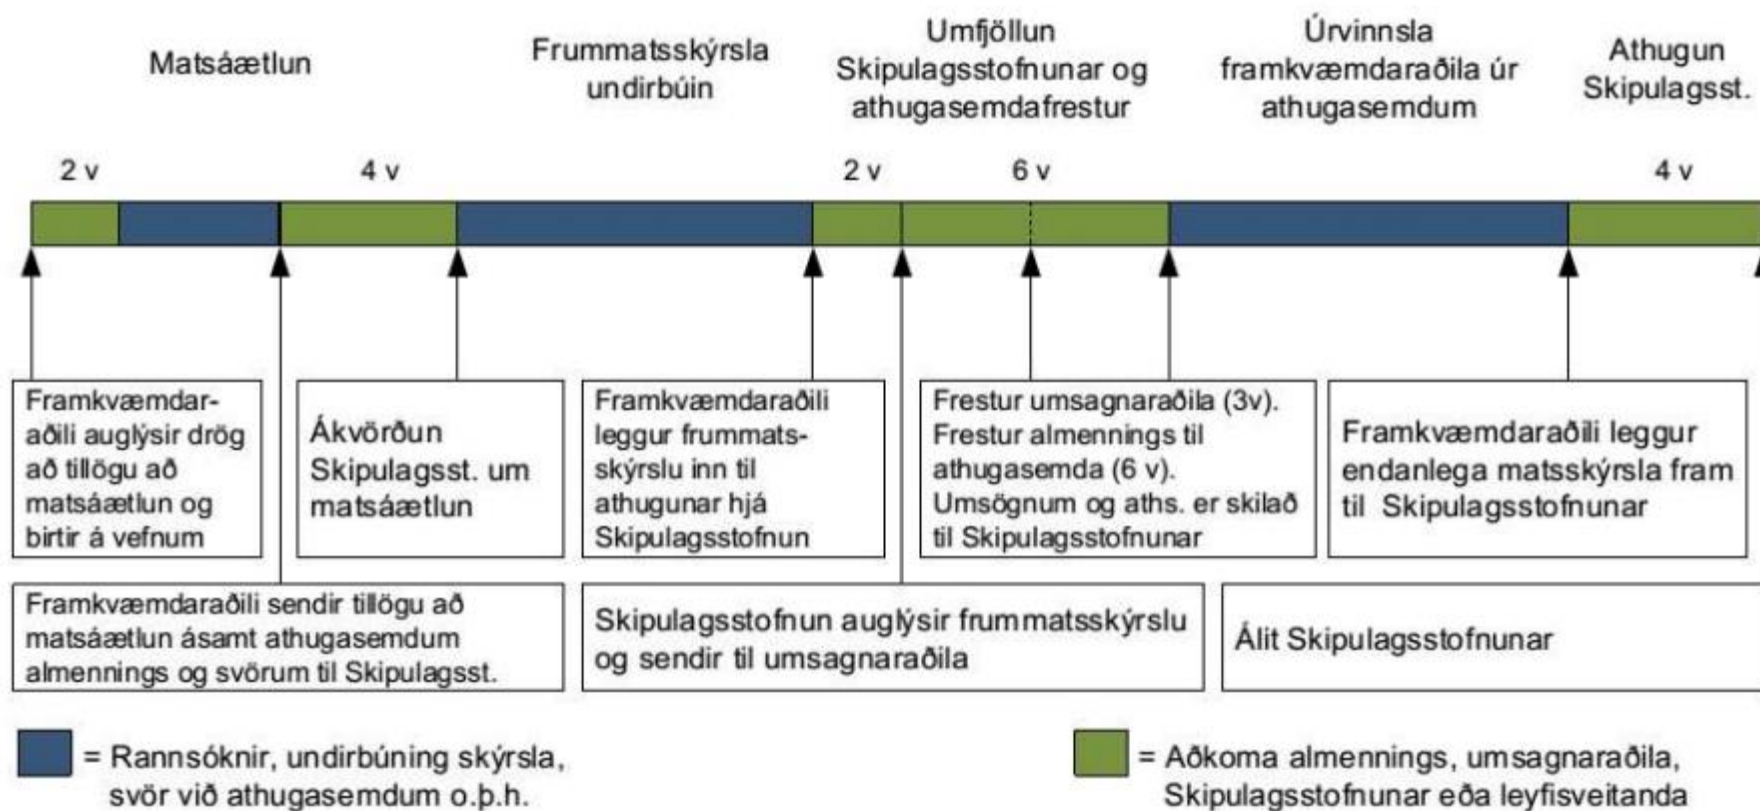 Matsáætlun
Frummatsskýrsla
undirbúin
Umfjöllun
Skipulagsstofnunar og
athugasemdafrestur
Úrvinnsla
framkvæmdaraðila úr
athugasemdum
Athugun
Skipulagsst.
2 v
4 v
2 v
6 v
4 v
Framkvæmdar-
aðili auglýsir drög
að tillögu að
matsáætlun og
birtir á vefnum
Ákvörðun
Skipulagsst. um
matsáætlun
Framkvæmdaraðili
leggur frummats-
skýrslu inn til
athugunar hjá
Skipulagsstofnun
Frestur umsagnaraðila (3v).
Frestur almennings til
athugasemda (6 v).
Umsögnum og aths. er skilað
til Skipulagsstofnunar
Framkvæmdaraðili leggur
endanlega matsskýrsla fram
til Skipulagsstofnunar
Framkvæmdaraðili sendir tillögu að
matsáætlun ásamt athugasemdum
almennings og svörum til Skipulagsst.
Skipulagsstofnun auglýsir frummatsskýrslu
og sendir til umsagnaraðila
Álit Skipulagsstofnunar
= Rannsóknir, undirbúning skýrsla,
svör við athugasemdum o.þ.h.
= Aðkoma almennings, umsagnaraðila,
Skipulagsstofnunar eða leyfisveitanda